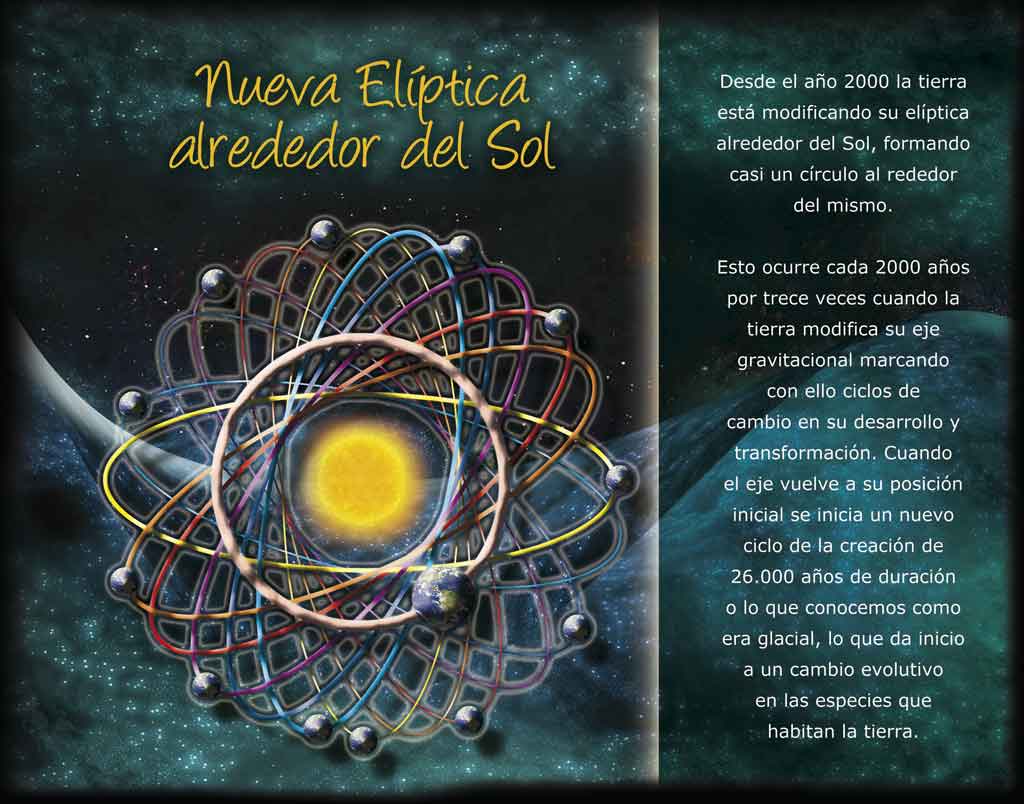 Nueva Elíptica
alrededor del Sol
Desde el año 2000 la tierra
está modificando su elíptica
alrededor del Sol, formando
casi un círculo al rededor
del mismo.
Esto ocurre cada 2000 años
por trece veces cuando la
tierra modifica su eje
gravitacional marcando
con ello ciclos de
cambio en su desarrollo y
transformación. Cuando
el eje vuelve a su posición
inicial se inicia un nuevo
ciclo de la creación de
26.000 años de duración
o lo que conocemos como
era glacial, lo que da inicio
a un cambio evolutivo
en las especies que
habitan la tierra.